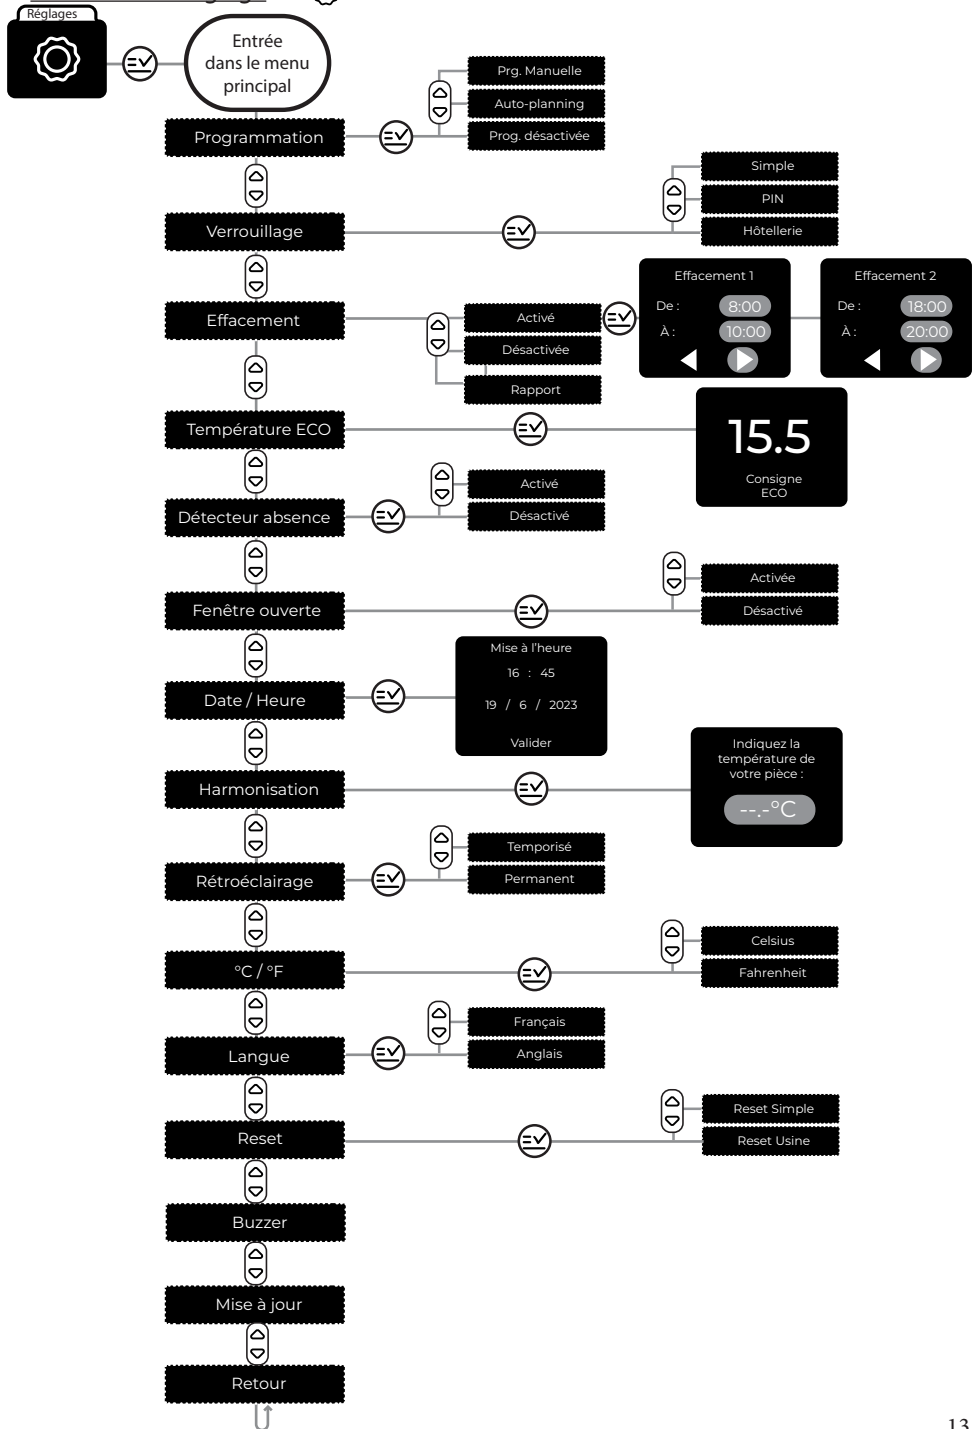 Réglages
Entrée
dans le menu
principal
Prg. Manuelle
Auto-planning
Programmation
Prog. désactivée
Simple
PIN
Verrouillage
Hôtellerie
Effacement 1
De : 8:00
À : 10:00
Effacement 2
De : 18:00
À : 20:00
Effacement
Activé
Désactivée
Rapport
Température ECO
15.5
Consigne
ECO
Détecteur absence
Activé
Désactivé
Fenêtre ouverte
Activée
Désactivé
Date / Heure
Mise à l'heure
16 : 45
19 / 6 / 2023
Valider
Harmonisation
Indiquez la
température de
votre pièce :
--.-°C
Rétroéclairage
Temporisé
Permanent
°C / °F
Celsius
Fahrenheit
Langue
Français
Anglais
Reset
Reset Simple
Reset Usine
Buzzer
Mise à jour
Retour
13